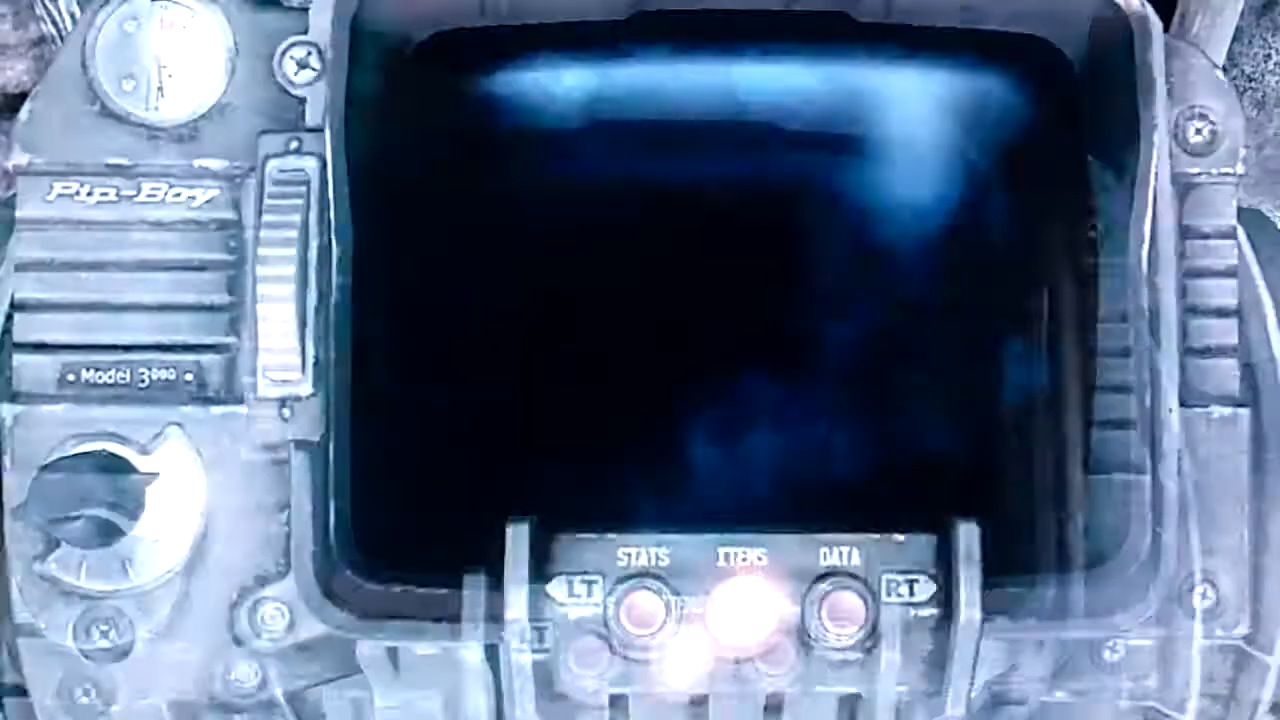 Pip-Boy
• Model 3000 •
STATS ITEMS DATA
LT RT